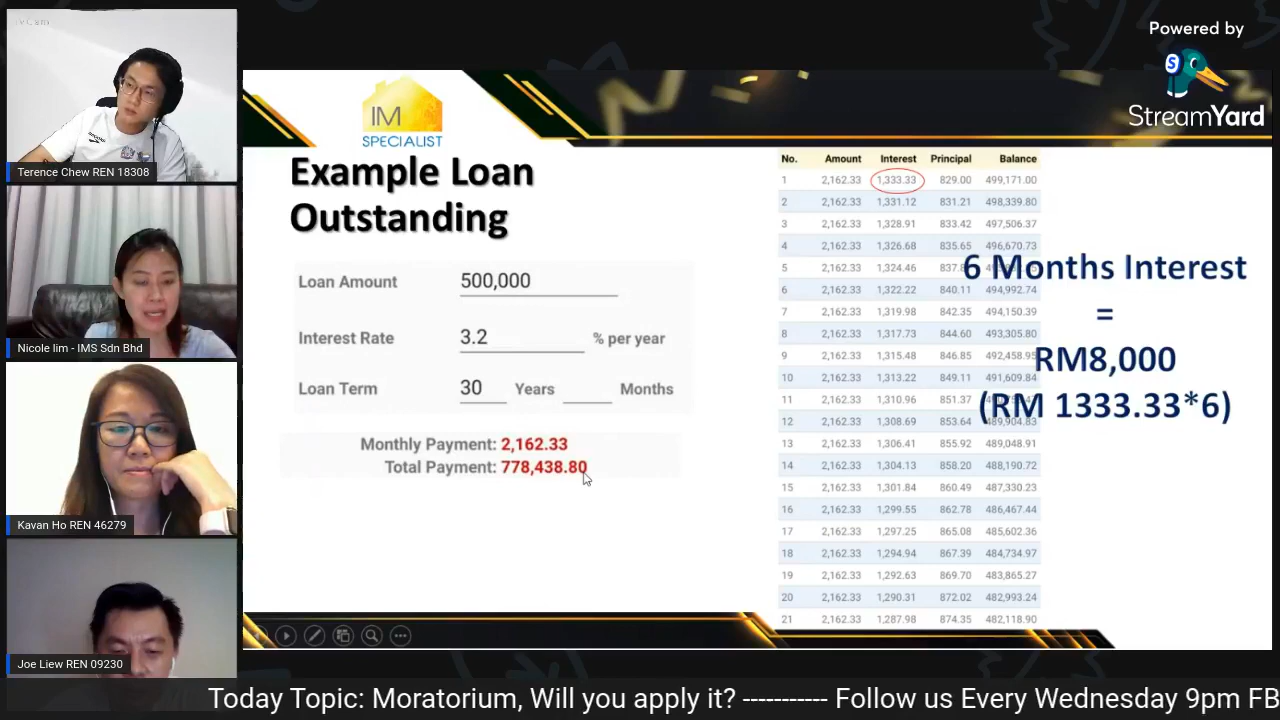 Terence Chew REN 18308
Nicole lim - IMS Sdn Bhd
Kavan Ho REN 46279
Joe Liew REN 09230
Powered by
StreamYard
IM
SPECIALIST
Example Loan
Outstanding
Loan Amount 500,000
Interest Rate 3.2 % per year
Loan Term 30 Years Months
Monthly Payment: 2,162.33
Total Payment: 778,438.80
No. Amount Interest Principal Balance
1 2,162.33 1,333.33 829.00 499,171.00
2 2,162.33 1,331.12 831.21 498,339.80
3 2,162.33 1,328.91 833.42 497,506.37
4 2,162.33 1,326.68 835.65 496,670.73
5 2,162.33 1,324.46
6 2,162.33 1,322.22 840.11 494,992.74
7 2,162.33 1,319.98 842.35 494,150.39
8 2,162.33 1,317.73 844.60 493,305.80
9 2,162.33 1,315.48 846.85 492,458.95
10 2,162.33 1,313.22 849.11 491,609.84
11 2,162.33 1,310.96 851.37
12 2,162.33 1,308.69 853.64 489,904.83
13 2,162.33 1,306.41 855.92 489,048.91
14 2,162.33 1,304.13 858.20 488,190.72
15 2,162.33 1,301.84 860.49 487,330.23
16 2,162.33 1,299.55 862.78 486,467.44
17 2,162.33 1,297.25 865.08 485,602.36
18 2,162.33 1,294.94 867.39 484,734.97
19 2,162.33 1,292.63 869.70 483,865.27
20 2,162.33 1,290.31 872.02 482,993.24
21 2,162.33 1,287.98 874.35 482,118.90
6 Months Interest
=
RM8,000
(RM 1333.33*6)
Today Topic: Moratorium, Will you apply it? ----------- Follow us Every Wednesday 9pm FB